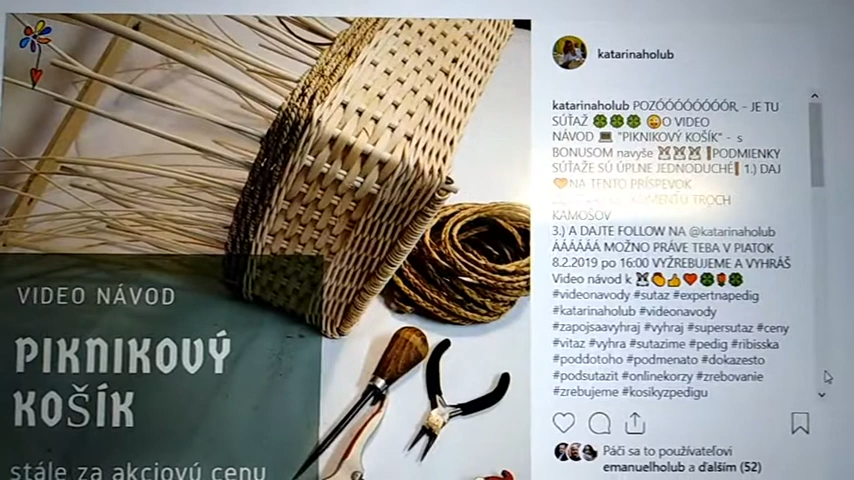 VIDEO NÁVOD
PIKNIKOVÝ
KOŠÍK
stále za akciovú cenu
katarinaholub
katarinaholub POZÓÓÓÓÓÓÓÓR, - JE TU
SÚŤAŽ 🍀🍀🍀😊O VIDEO
NÁVOD 💻 "PIKNIKOVÝ KOŠÍK" - s
BONUSOM navyše PODMIENKY
SÚŤAŽE SÚ ÚPLNE JEDNODUCHÉ 1.) DAJ
🧡NA TENTO PRÍSPEVOK
KOMENTU TROCH
KAMOŠOV
3.) A DAJTE FOLLOW NA @katarinaholub
ÁÁÁÁÁÁ MOŽNO PRÁVE TEBA V PIATOK
8.2.2019 po 16:00 VYŽREBUJEME A VYHRÁŠ
Video návod k
#videonavody #sutaz #expertnapedig
#katarinaholub #videonavody
#zapojsaavyhraj #vyhraj #supersutaz #ceny
#vitaz #vyhra #sutazime #pedig #ribisska
#poddotoho #podmenato #dokazesto
#podsutazit #onlinekorzy #zrebovanie
#zrebujeme #kosikyzpedigu
Páči sa to používateľovi
emanuelholub a ďalším (52)